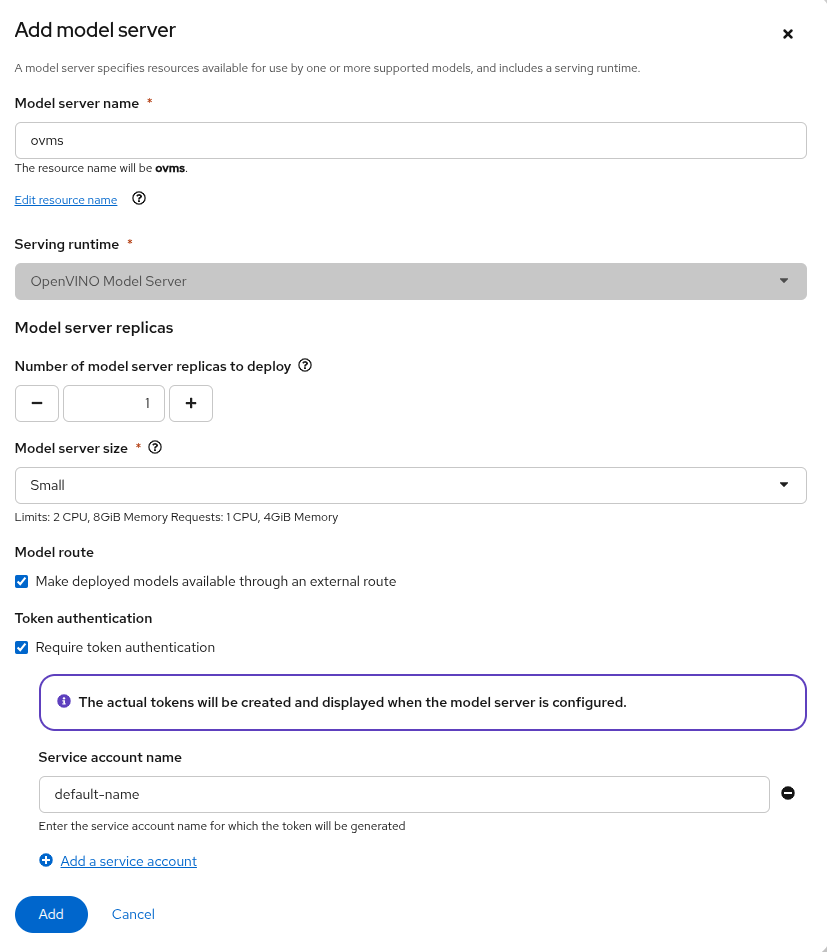 Add model server
A model server specifies resources available for use by one or more supported models, and includes a serving runtime.
Model server name *
ovms
The resource name will be ovms.
Edit resource name
Serving runtime *
OpenVINO Model Server
Model server replicas
Number of model server replicas to deploy
1
Model server size *
Small
Limits: 2 CPU, 8GiB Memory Requests: 1 CPU, 4GiB Memory
Model route
Make deployed models available through an external route
Token authentication
Require token authentication
The actual tokens will be created and displayed when the model server is configured.
Service account name
default-name
Enter the service account name for which the token will be generated
Add a service account
Add Cancel